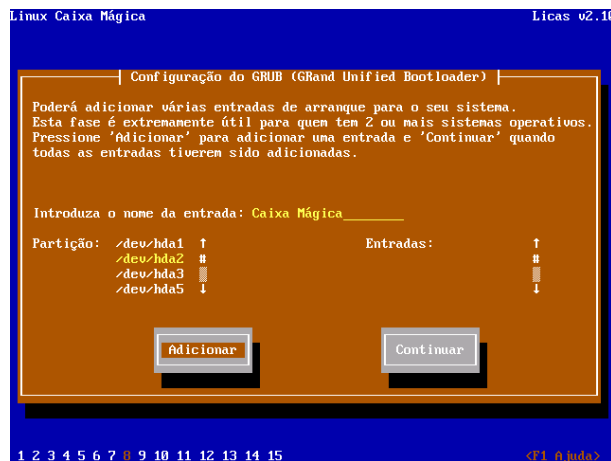 Linux Caixa Mágica Licas v2.10
Configuração do GRUB (GRand Unified Bootloader)
Poderá adicionar várias entradas de arranque para o seu sistema.
Esta fase é extremamente útil para quem tem 2 ou mais sistemas operativos.
Pressione 'Adicionar' para adicionar uma entrada e 'Continuar' quando
todas as entradas tiverem sido adicionadas.
Introduza o nome da entrada: Caixa Mágica________
Partição: /dev/hda1 ↑ Entradas: ↑
/dev/hda2 # #
/dev/hda3
/dev/hda5 ↓ ↓
Adicionar Continuar
1 2 3 4 5 6 7 8 9 10 11 12 13 14 15 <F1 Ajuda>